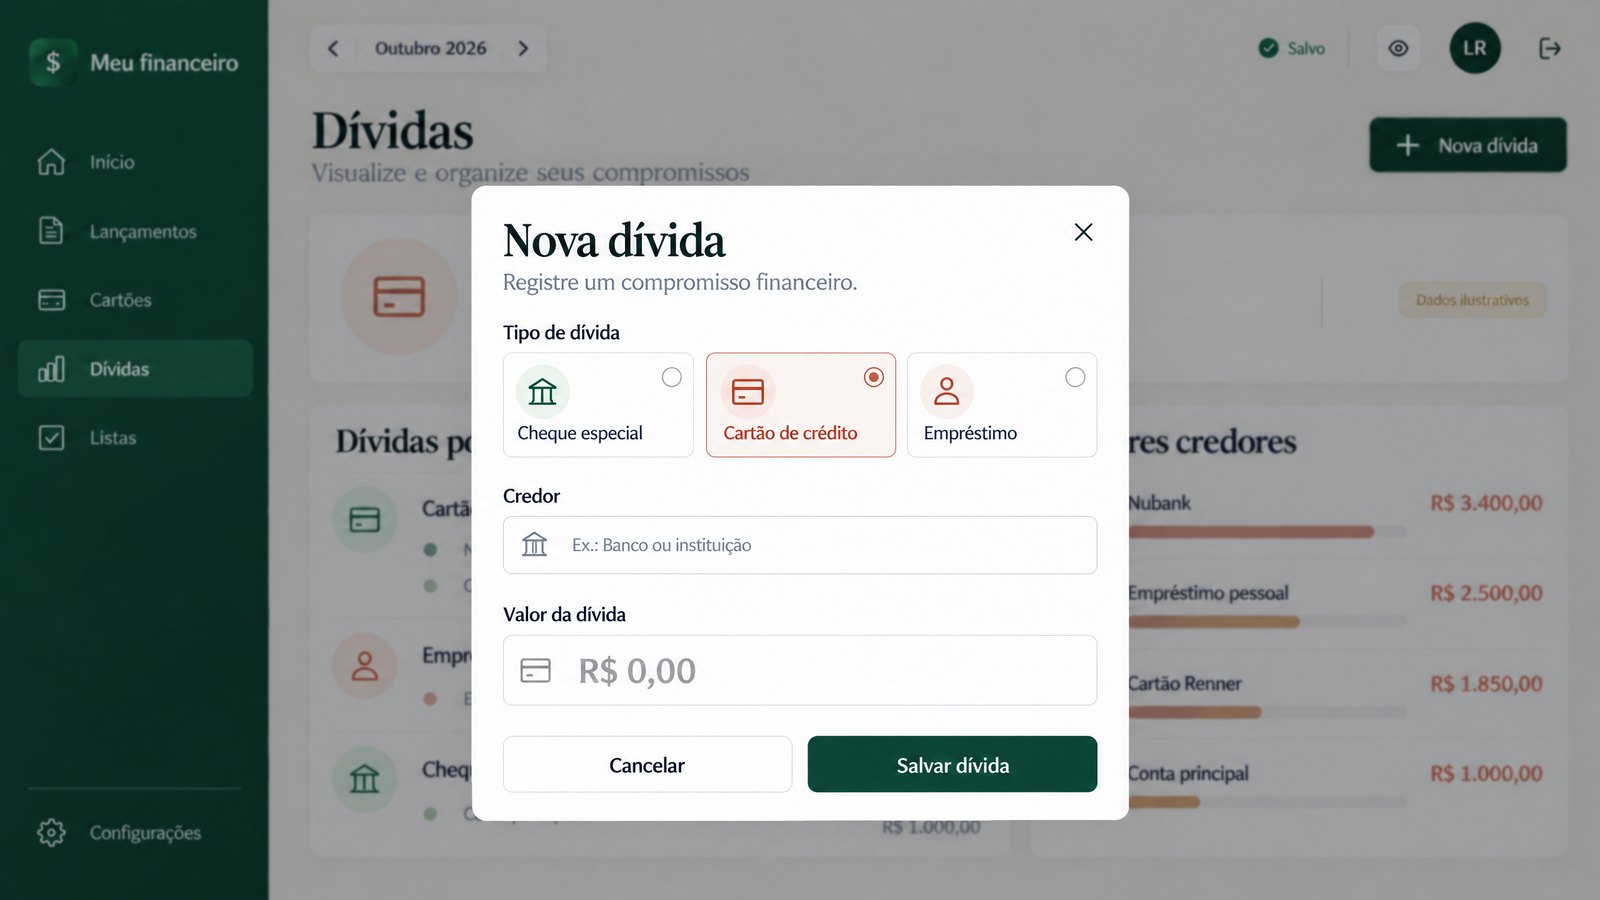 $ Meu financeiro
Início
Lançamentos
Cartões
Dívidas
Listas
Configurações
Outubro 2026
Salvo
LR
Dívidas
Visualize e organize seus compromissos
Nova dívida
Dados ilustrativos
Dívidas
res credores
Nubank
R$ 3.400,00
Empréstimo pessoal
R$ 2.500,00
Cartão Renner
R$ 1.850,00
Conta principal
R$ 1.000,00
R$ 1.000,00
Nova dívida
Registre um compromisso financeiro.
Tipo de dívida
Cheque especial
Cartão de crédito
Empréstimo
Credor
Ex.: Banco ou instituição
Valor da dívida
R$ 0,00
Cancelar
Salvar dívida